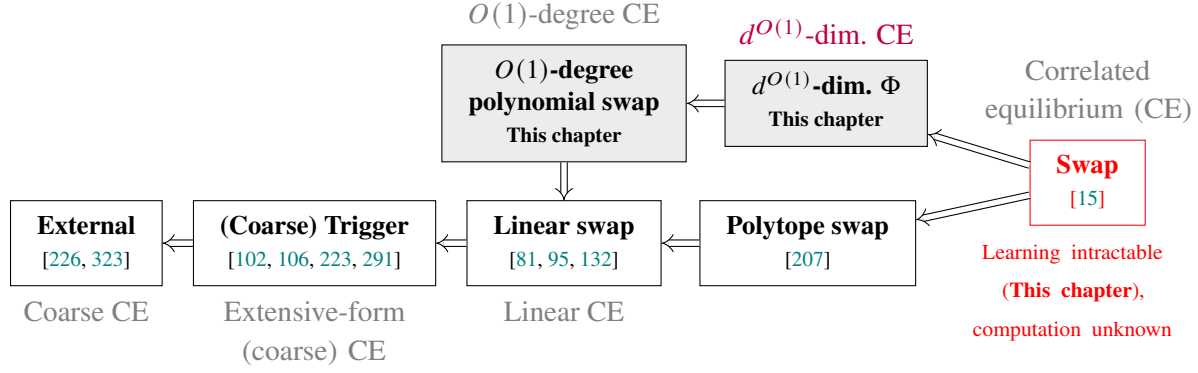 O(1)-degree CE
d^{O(1)}-dim. CE
O(1)-degree
polynomial swap
This chapter
d^{O(1)}-dim. Φ
This chapter
Correlated
equilibrium (CE)
Swap
[15]
Learning intractable
(This chapter),
computation unknown
External
[226, 323]
Coarse CE
(Coarse) Trigger
[102, 106, 223, 291]
Extensive-form
(coarse) CE
Linear swap
[81, 95, 132]
Linear CE
Polytope swap
[207]